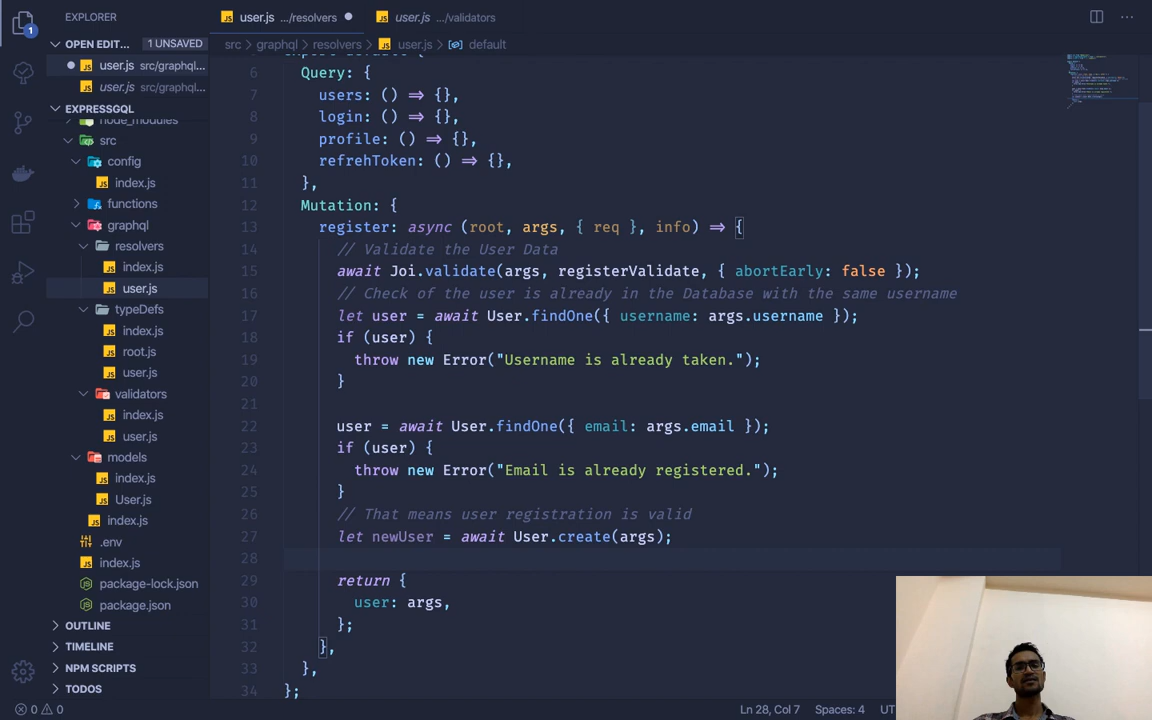 EXPLORER
user.js .../resolvers
user.js .../validators
1
OPEN EDIT... 1 UNSAVED
user.js src/graphql...
user.js src/graphql...
src graphql resolvers user.js default
EXPRESSGQL
node_modules
src
config
index.js
functions
graphql
resolvers
index.js
user.js
typeDefs
index.js
root.js
user.js
validators
index.js
user.js
models
index.js
User.js
index.js
.env
index.js
package-lock.json
package.json
OUTLINE
TIMELINE
NPM SCRIPTS
TODOS
6 Query: {
7 users: () => {},
8 login: () => {},
9 profile: () => {},
10 refrehToken: () => {},
11 },
12 Mutation: {
13 register: async (root, args, { req }, info) => {
14 // Validate the User Data
15 await Joi.validate(args, registerValidate, { abortEarly: false });
16 // Check of the user is already in the Database with the same username
17 let user = await User.findOne({ username: args.username });
18 if (user) {
19 throw new Error("Username is already taken.");
20 }
21
22 user = await User.findOne({ email: args.email });
23 if (user) {
24 throw new Error("Email is already registered.");
25 }
26 // That means user registration is valid
27 let newUser = await User.create(args);
28
29 return {
30 user: args,
31 };
32 },
33 },
34 };
0 0
Ln 28, Col 7 Spaces: 4